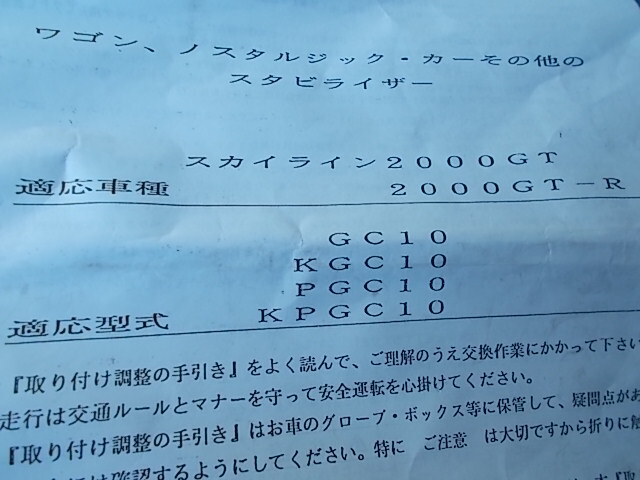 ワゴン、ノスタルジック・カーその他の
スタビライザー
スカイライン2000GT
適応車種 2000GT-R
GC10
KGC10
PGC10
適応型式 KPGC10
『取り付け調整の手引き』をよく読んで、ご理解のうえ交換作業にかかって下さい
走行は交通ルールとマナーを守って安全運転を心掛けてください。
『取り付け調整の手引き』はお車のグローブ・ボックス等に保管して、疑問点があ
は確認するようにしてください。特に ご注意 は大切ですから折りに触